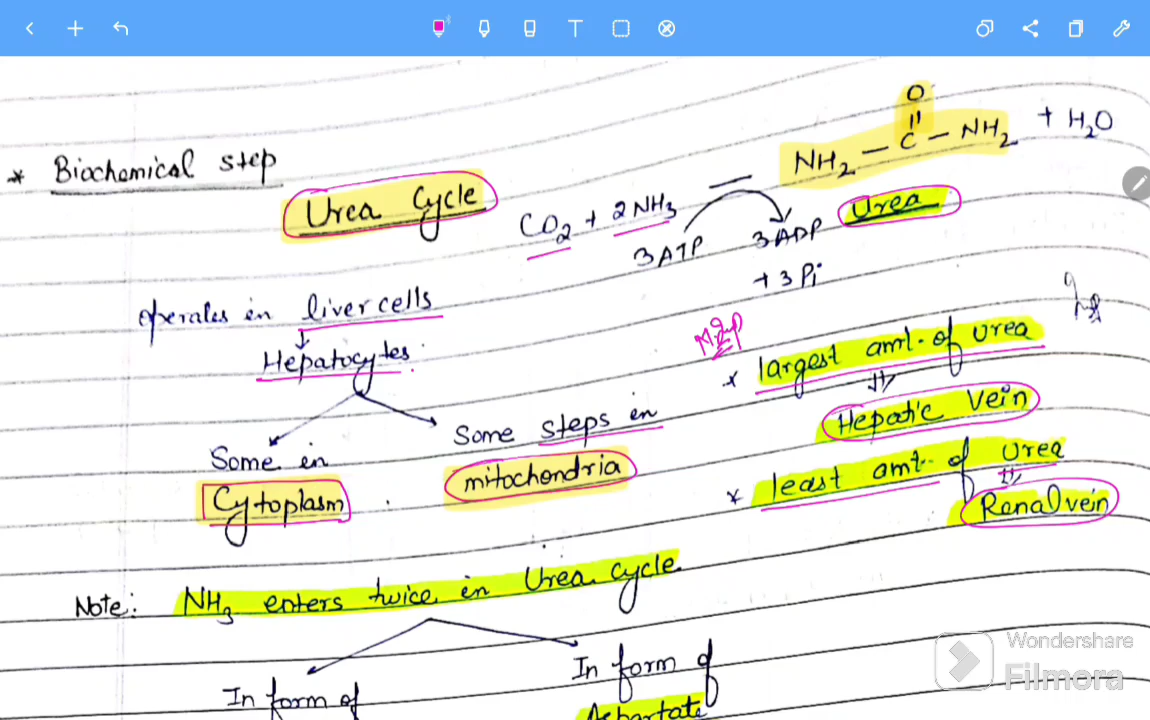 * Biochemical step
Urea Cycle
CO2 + 2NH3 = NH2 – C – NH2 + H2O
O
||
3ATP 3ADP
+ 3Pi
Urea
operates in liver cells
Hepatocytes.
Some in
Cytoplasm
Some steps in
mitochondria
* largest amt. of urea
Hepatic Vein
* least amt. of Urea
Renal vein
Note: NH3 enters twice in Urea cycle
In form of
In form of
Aspartate
Wondershare
Filmora